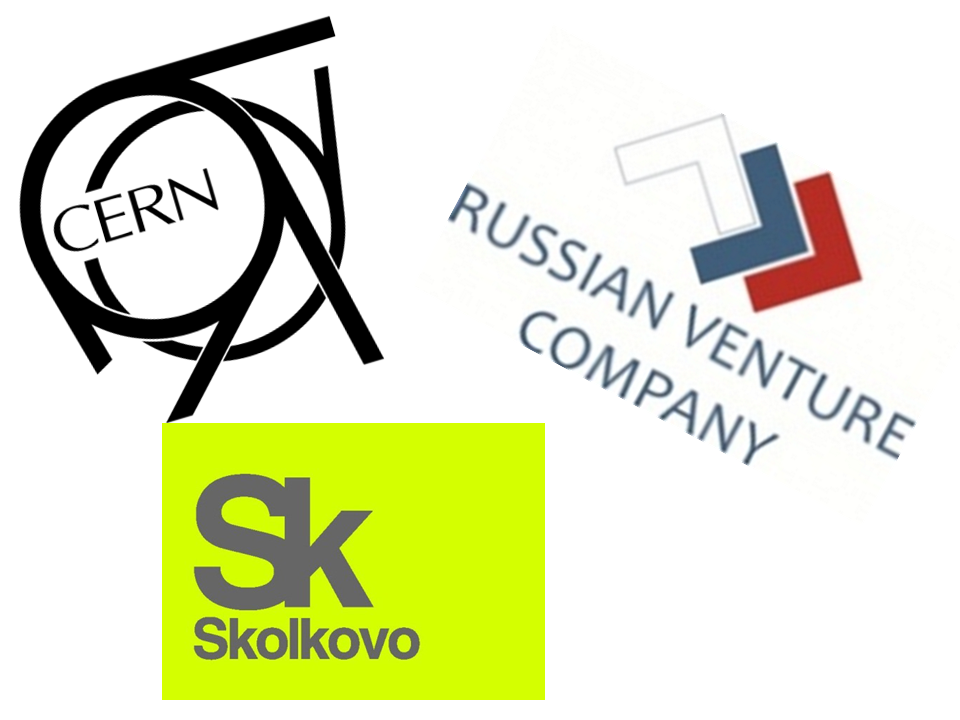 CERN
RUSSIAN VENTURE
COMPANY
Sk
Skolkovo